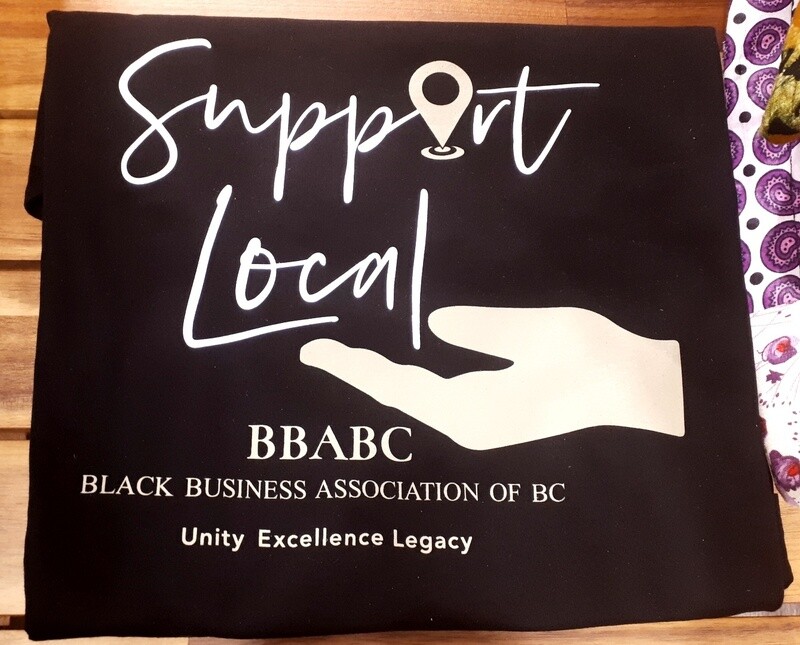 Support
Local
BBABC
BLACK BUSINESS ASSOCIATION OF BC
Unity Excellence Legacy